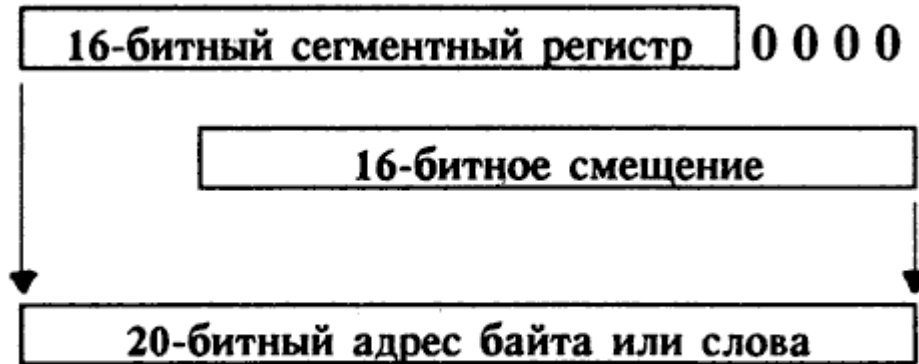 16-битный сегментный регистр 0 0 0 0
16-битное смещение
20-битный адрес байта или слова